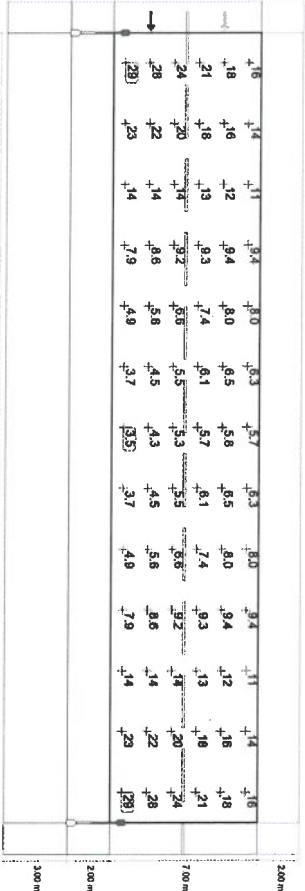 2.00 m
16 14 11 9.4 8.0 6.3 5.7 6.3 8.0 9.4 11 14 16
18 16 12 9.4 8.0 6.5 5.8 6.5 8.0 9.4 12 16 18
21 18 13 9.3 7.4 6.1 5.7 6.1 7.4 9.3 13 18 21
7.00 m
24 20 14 9.2 6.6 5.5 5.3 5.5 6.6 9.2 14 20 24
28 22 14 8.6 5.6 4.5 4.3 4.5 5.6 8.6 14 22 28
29 23 14 7.9 4.9 3.7 3.5 3.7 4.9 7.9 14 23 29
2.00 m
3.00 m